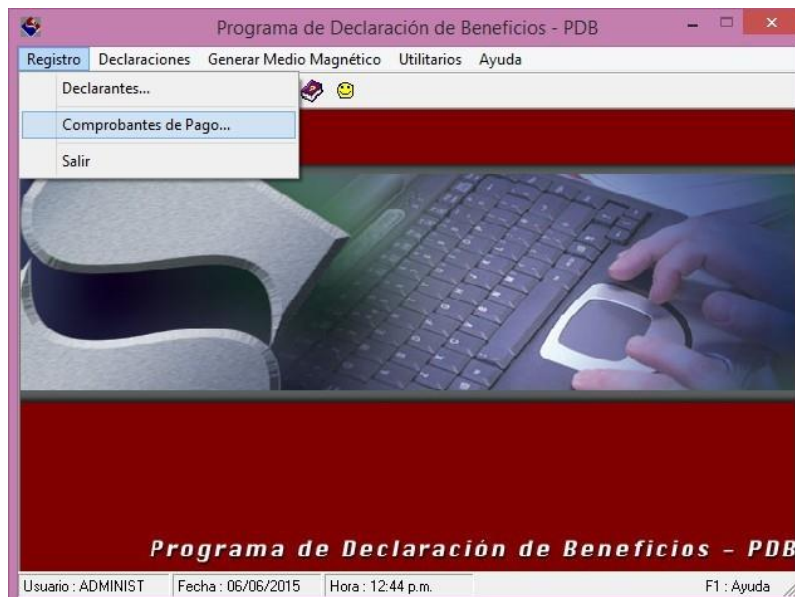 Programa de Declaración de Beneficios - PDB
Registro Declaraciones Generar Medio Magnético Utilitarios Ayuda
Declarantes...
Comprobantes de Pago...
Salir
Programa de Declaración de Beneficios - PDB
Usuario : ADMINIST Fecha : 06/06/2015 Hora : 12:44 p.m. F1 : Ayuda